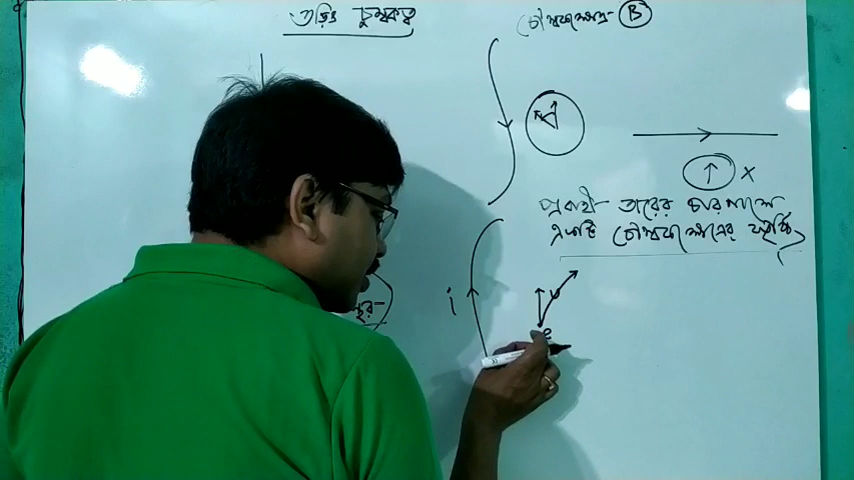 তড়িৎ চুম্বকত্ব
চৌম্বকক্ষেত্র- B
X
প্রবাহী তারের চারপাশে
একটি চৌম্বকক্ষেত্রের সৃষ্টি
i